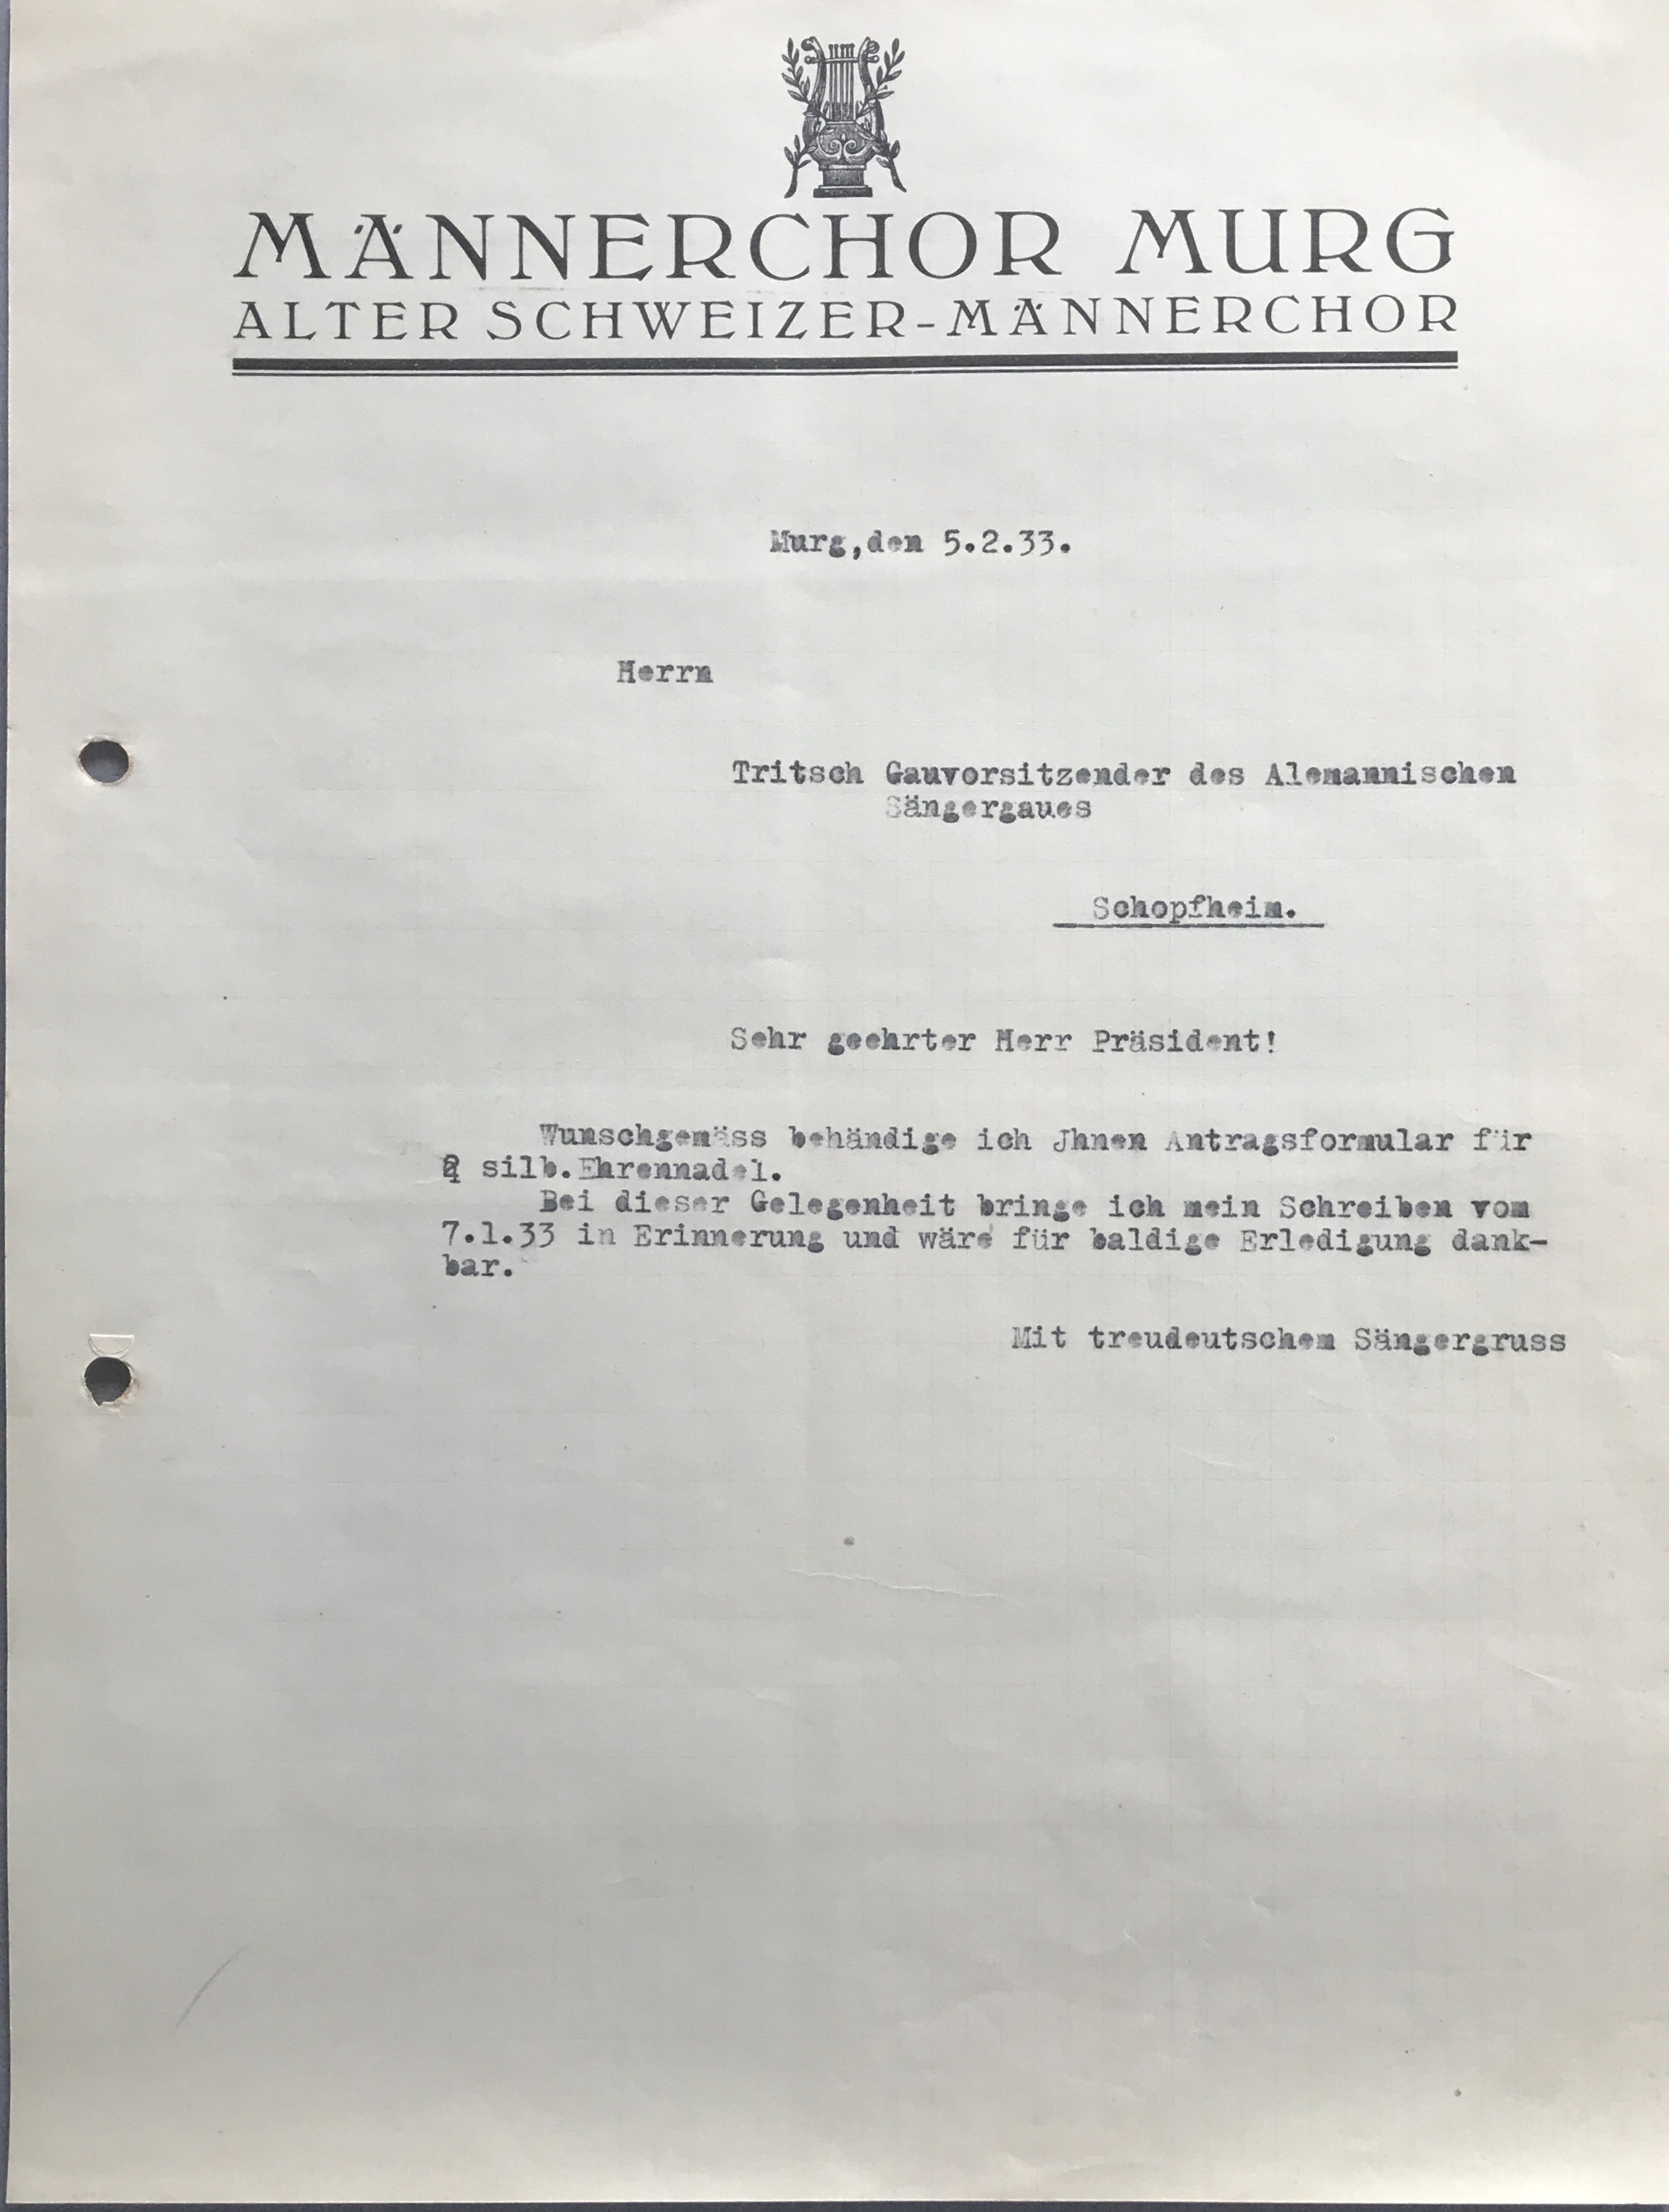 MÄNNERCHOR MURG
ALTER SCHWEIZER-MÄNNERCHOR
Murg,den 5.2.33.
Herrn
Tritsch Gauvorsitzender des Alemannischen
Sängergaues
Schopfheim.
Sehr geehrter Herr Präsident!
Wunschgemäss behändige ich Jhnen Antragsformular für
silb.Ehrennadel.
Bei dieser Gelegenheit bringe ich mein Schreiben vom
7.1.33 in Erinnerung und wäre für baldige Erledigung dank-
bar.
Mit treudeutschem Sängergruss